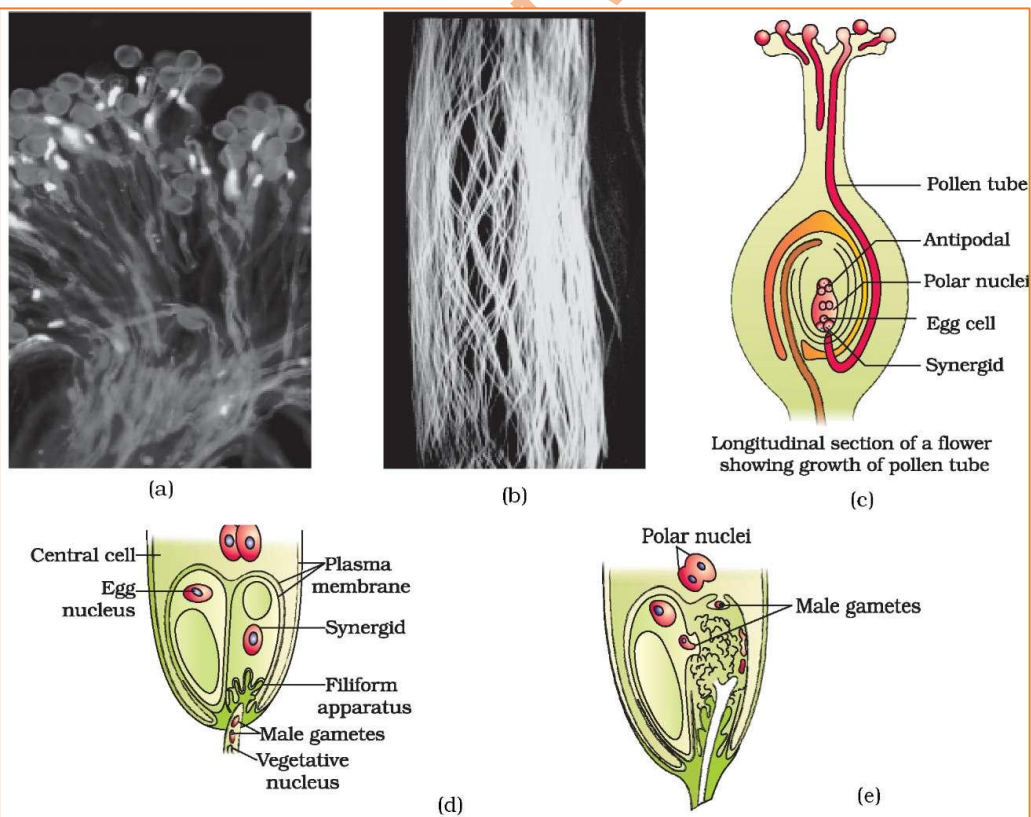 Pollen tube
Antipodal
Polar nuclei
Egg cell
Synergid
Longitudinal section of a flower
showing growth of pollen tube
(a)
(b)
(c)
Central cell
Egg
nucleus
Plasma
membrane
Synergid
Filiform
apparatus
Male gametes
Vegetative
nucleus
(d)
Polar nuclei
Male gametes
(e)